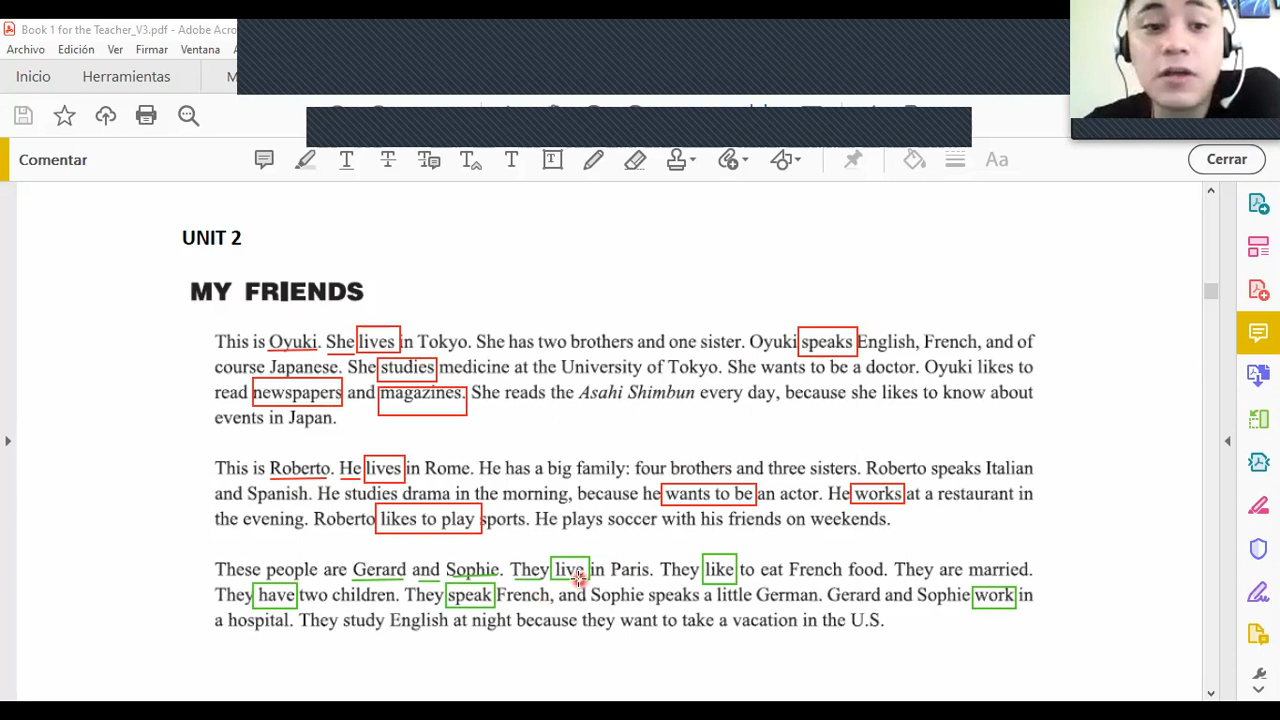 Book 1 for the Teacher_V3.pdf - Adobe Acro
Archivo Edición Ver Firmar Ventana
Inicio Herramientas
Comentar
Cerrar
UNIT 2
MY FRIENDS
This is Oyuki. She lives in Tokyo. She has two brothers and one sister. Oyuki speaks English, French, and of
course Japanese. She studies medicine at the University of Tokyo. She wants to be a doctor. Oyuki likes to
read newspapers and magazines. She reads the Asahi Shimbun every day, because she likes to know about
events in Japan.
This is Roberto. He lives in Rome. He has a big family: four brothers and three sisters. Roberto speaks Italian
and Spanish. He studies drama in the morning, because he wants to be an actor. He works at a restaurant in
the evening. Roberto likes to play sports. He plays soccer with his friends on weekends.
These people are Gerard and Sophie. They live in Paris. They like to eat French food. They are married.
They have two children. They speak French, and Sophie speaks a little German. Gerard and Sophie work in
a hospital. They study English at night because they want to take a vacation in the U.S.